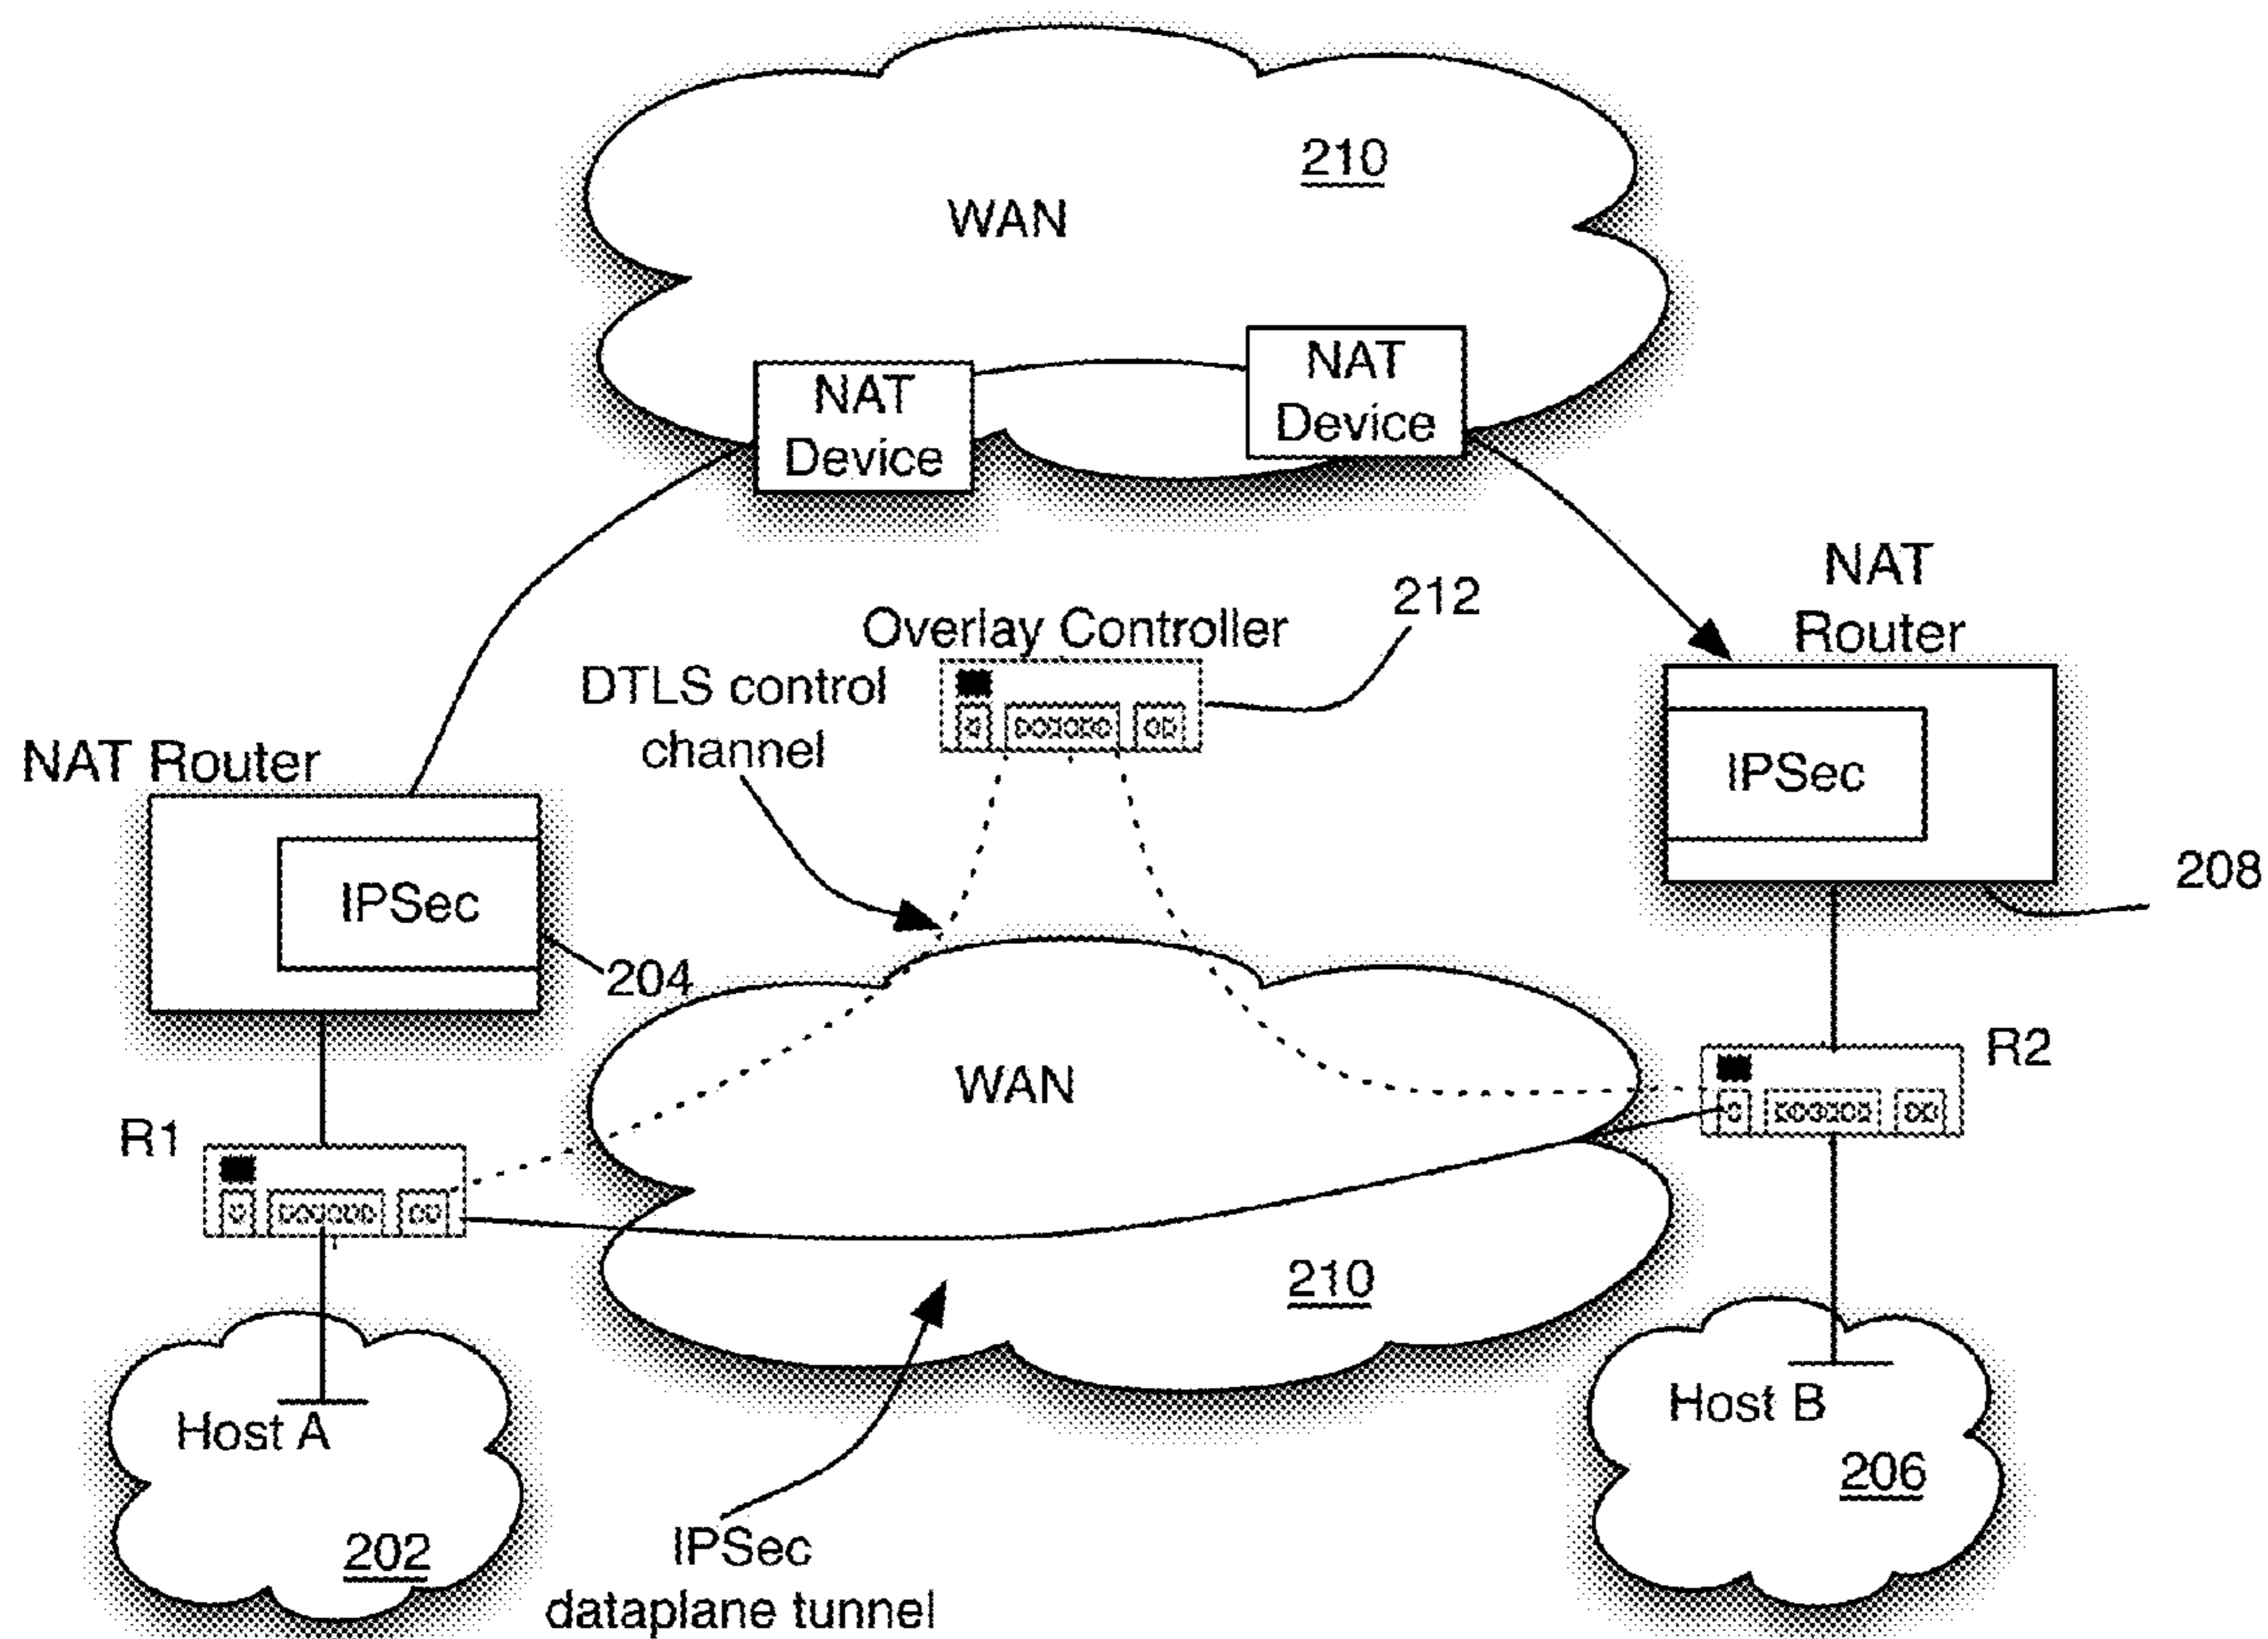 210
WAN
NAT
Device
NAT
Device
NAT
Router
212
Overlay Controller
DTLS control
channel
NAT Router
IPSec
208
IPSec
204
WAN
R2
R1
210
Host A
202
Host B
206
IPSec
dataplane tunnel